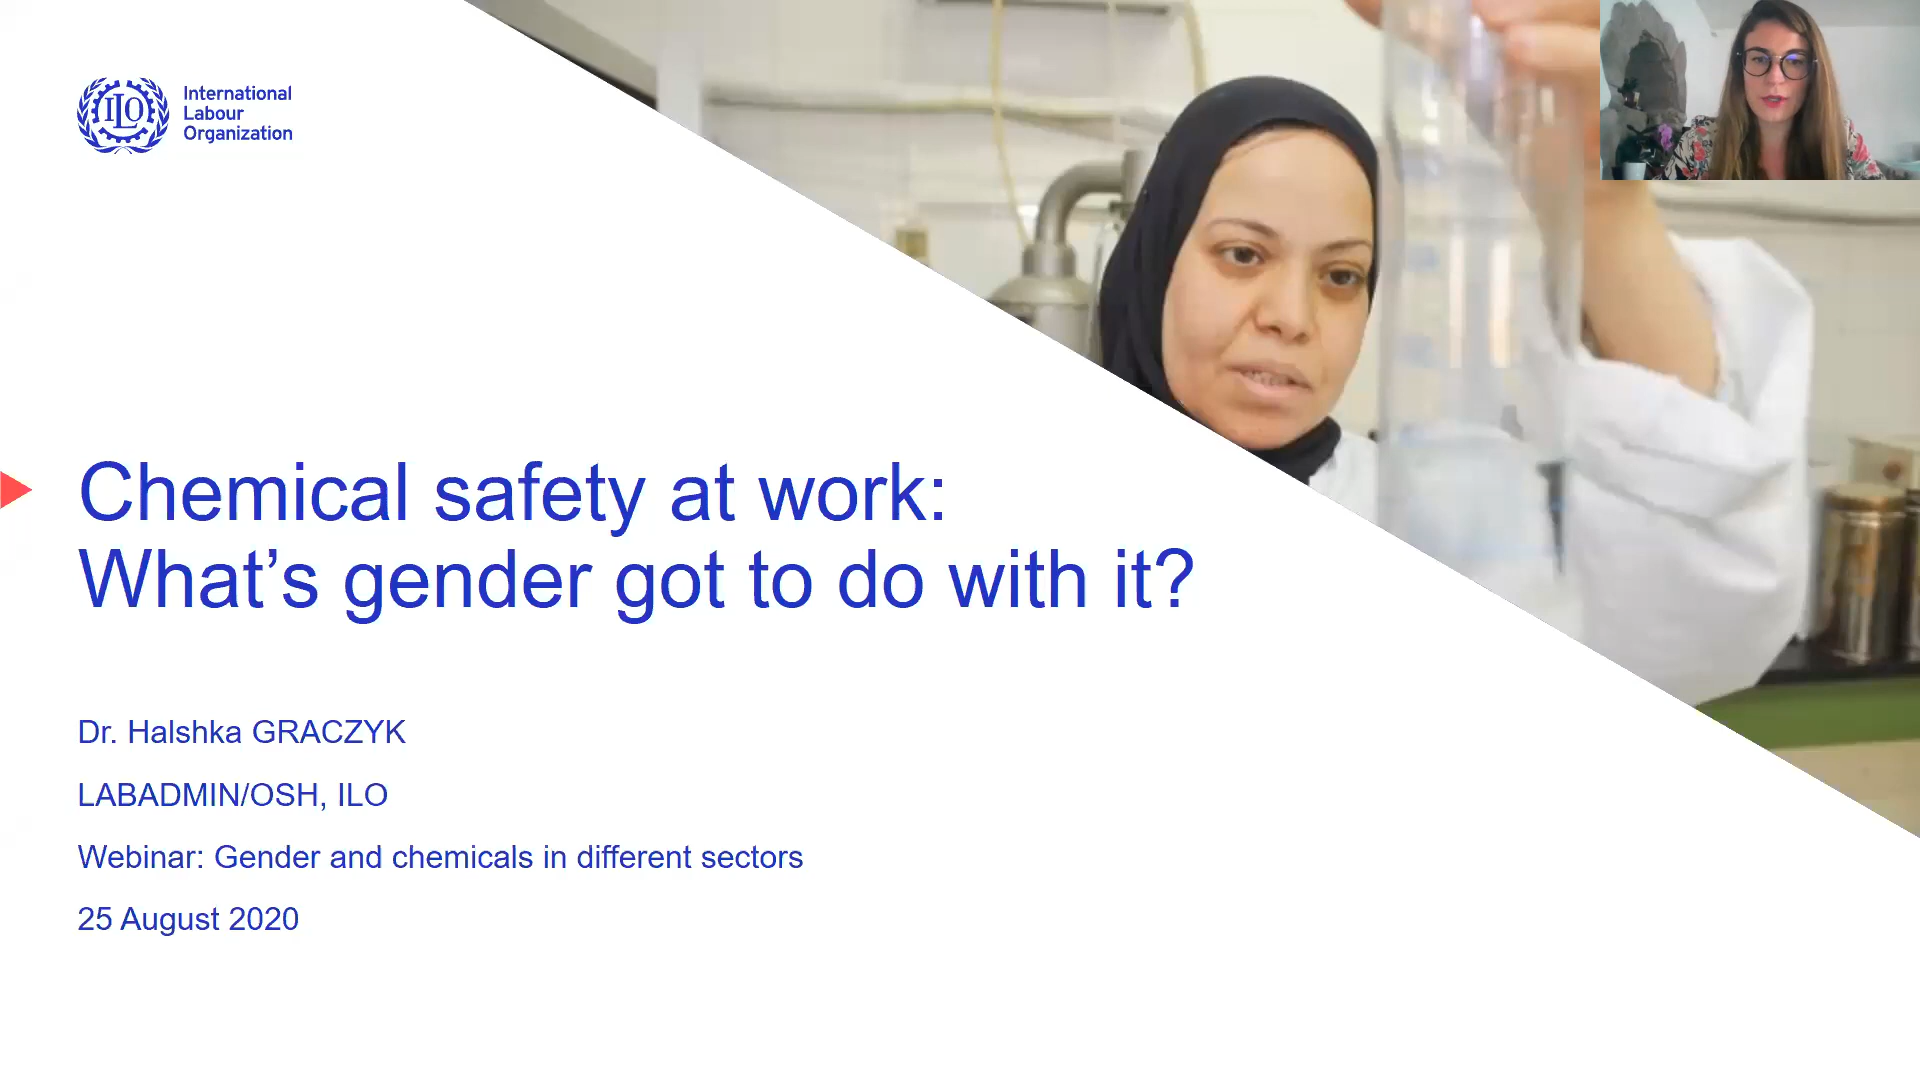 ILO
International
Labour
Organization
Chemical safety at work:
What’s gender got to do with it?
Dr. Halshka GRACZYK
LABADMIN/OSH, ILO
Webinar: Gender and chemicals in different sectors
25 August 2020